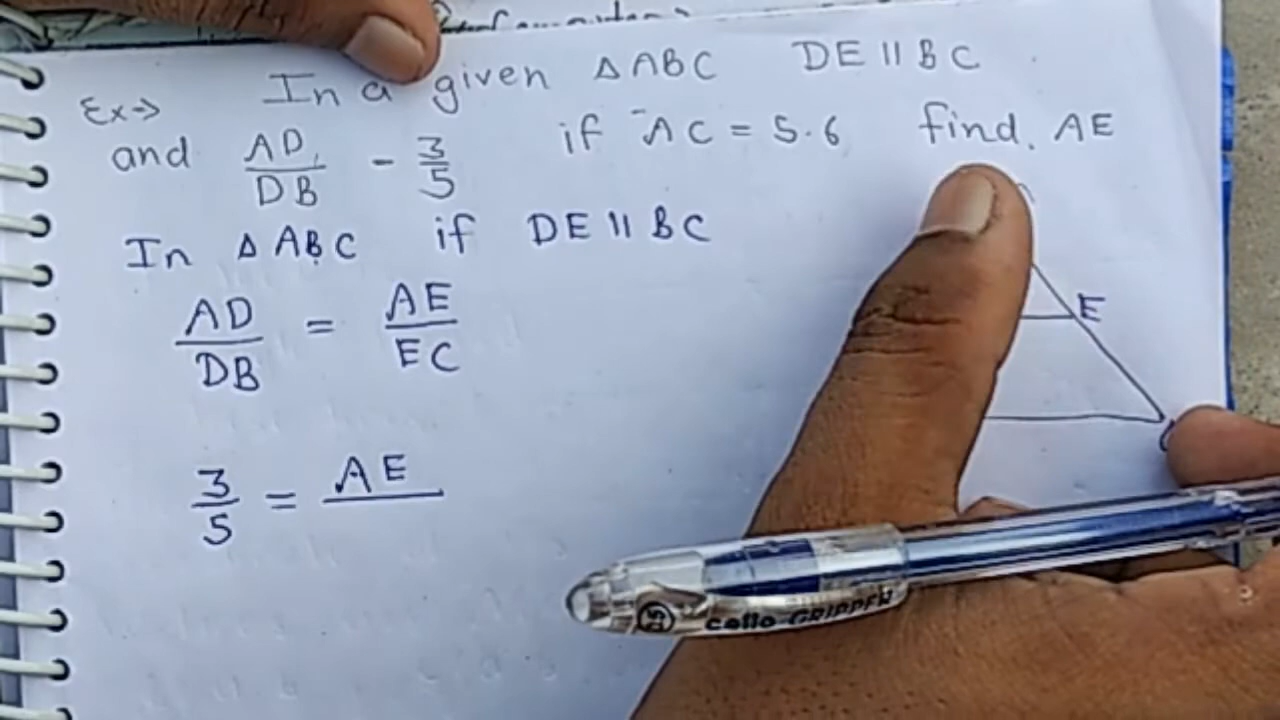 Ex→ In a given ΔABC DE || BC
and AD/DB - 3/5 if AC = 5.6 find. AE
In ΔABC if DE || BC
AD/DB = AE/EC
E
3/5 = AE
C
cello GRIPPER